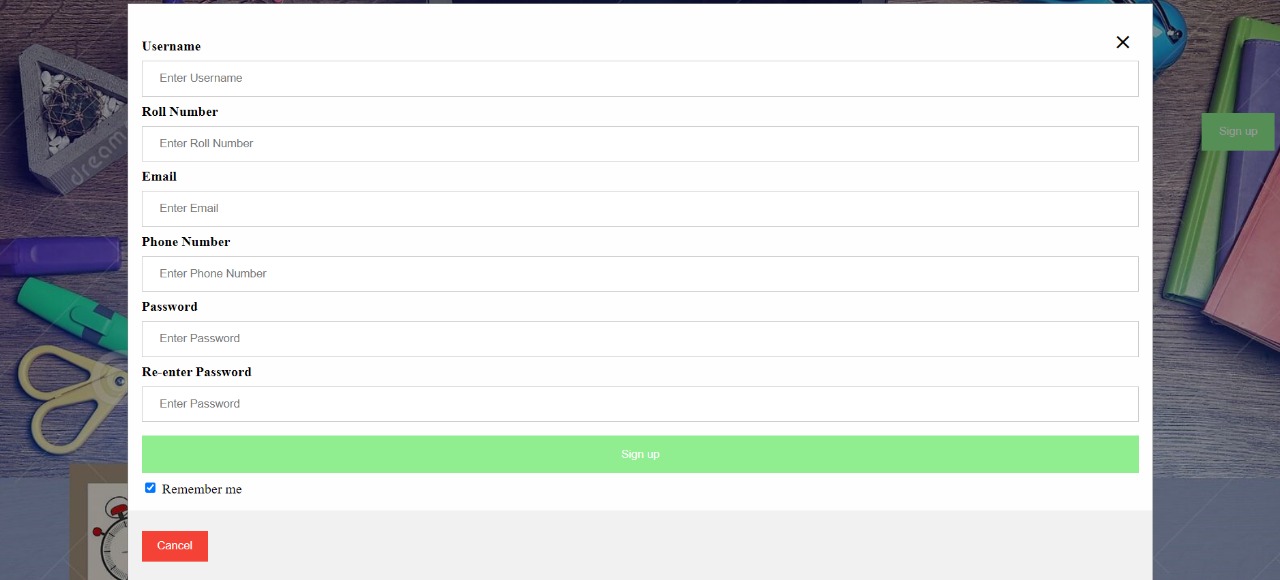 Username
Enter Username
Roll Number
Enter Roll Number
Email
Enter Email
Phone Number
Enter Phone Number
Password
Enter Password
Re-enter Password
Enter Password
Sign up
Remember me
Cancel
Sign up
dream